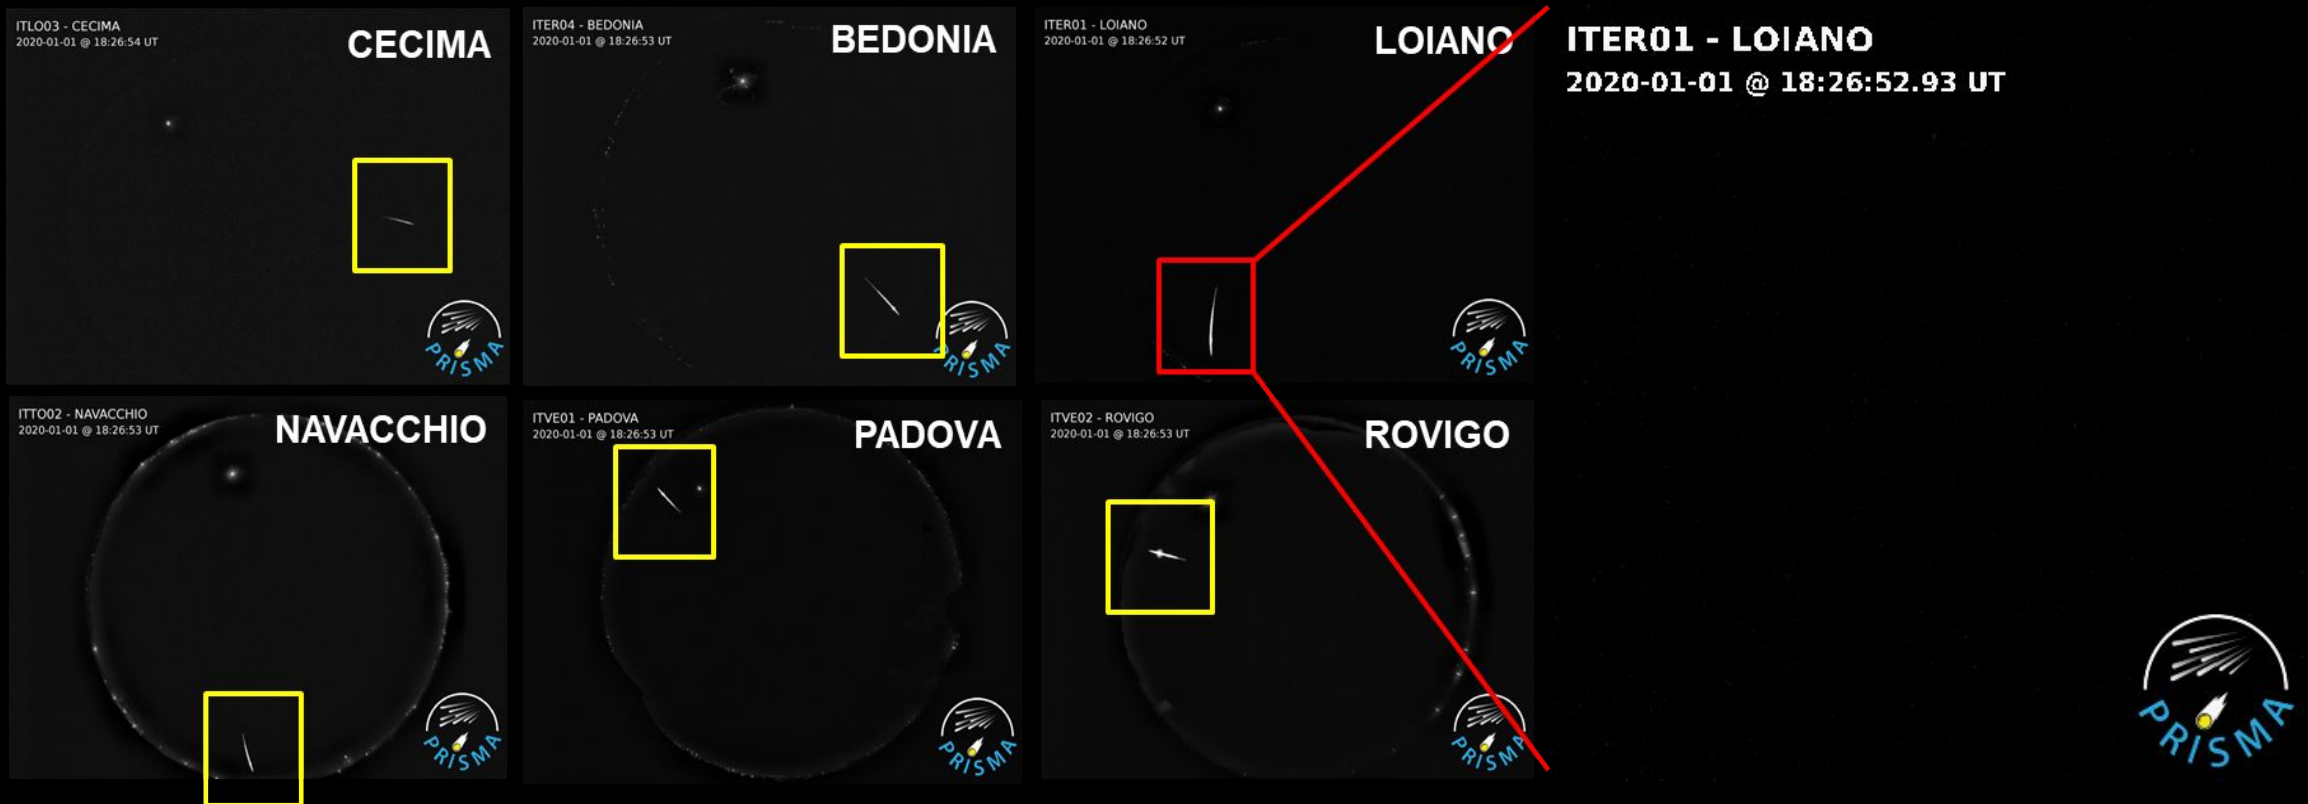 ITLO03 - CECIMA
2020-01-01 @ 18:26:54 UT
CECIMA
PRISMA
ITER04 - BEDONIA
2020-01-01 @ 18:26:53 UT
BEDONIA
PRISMA
ITER01 - LOIANO
2020-01-01 @ 18:26:52 UT
LOIANO
PRISMA
ITTO02 - NAVACCHIO
2020-01-01 @ 18:26:53 UT
NAVACCHIO
PRISMA
ITVE01 - PADOVA
2020-01-01 @ 18:26:53 UT
PADOVA
PRISMA
ITVE02 - ROVIGO
2020-01-01 @ 18:26:53 UT
ROVIGO
PRISMA
ITER01 - LOIANO
2020-01-01 @ 18:26:52.93 UT
PRISMA